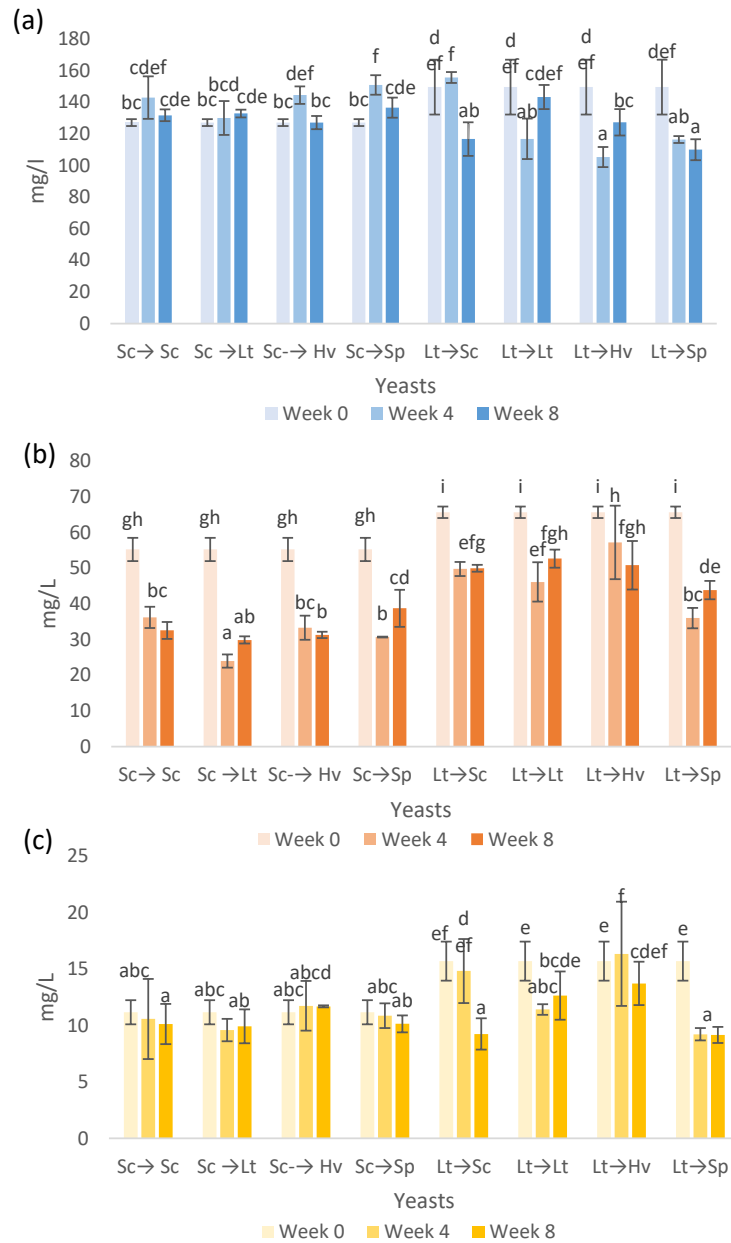 (a)
180
160
140
120
100
80
60
40
20
0
mg/l
bc cdef cde
bc bcd cde
bc def bc
bc f cde
d ef f ab
d ef ab cdef
d ef a bc
def ab a
Sc→ Sc Sc →Lt Sc-→ Hv Sc→Sp Lt→Sc Lt→Lt Lt→Hv Lt→Sp
Yeasts
Week 0 Week 4 Week 8
(b)
80
70
60
50
40
30
20
10
0
mg/L
gh bc
gh a ab
gh bc b
gh b cd
i efg
i ef fgh
i h fgh
i bc de
Sc→ Sc Sc →Lt Sc-→ Hv Sc→Sp Lt→Sc Lt→Lt Lt→Hv Lt→Sp
Yeasts
Week 0 Week 4 Week 8
(c)
25
20
15
10
5
0
mg/L
abc a
abc ab
abc abcd
abc ab
ef d ef a
e abc bcde
e f cdef
e a
Sc→ Sc Sc →Lt Sc-→ Hv Sc→Sp Lt→Sc Lt→Lt Lt→Hv Lt→Sp
Yeasts
Week 0 Week 4 Week 8